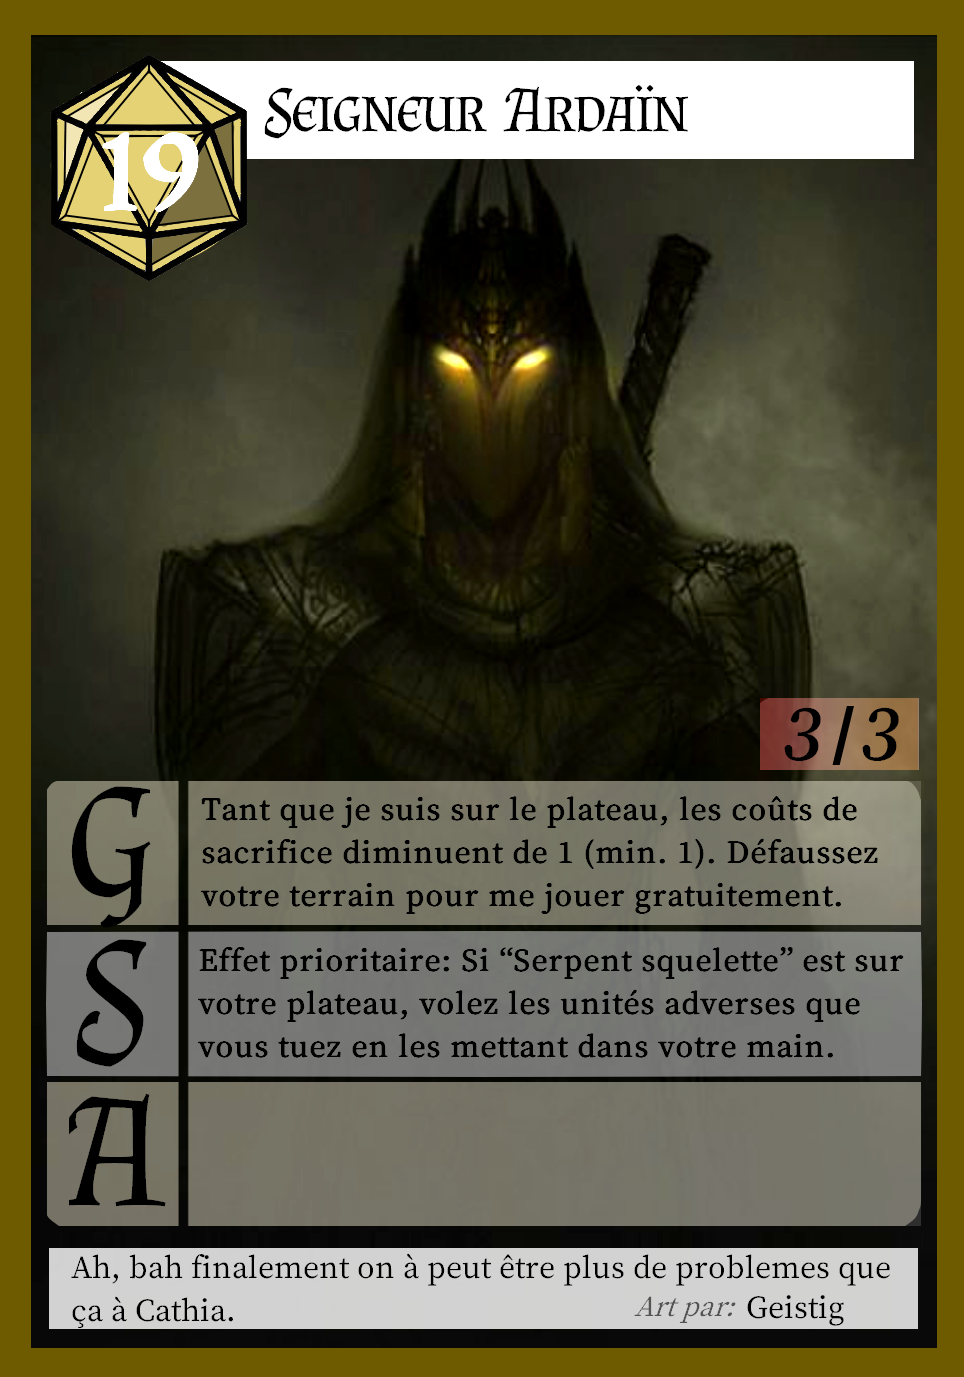 19
Seigneur Ardaïn
3/3
G
Tant que je suis sur le plateau, les coûts de
sacrifice diminuent de 1 (min. 1). Défaussez
votre terrain pour me jouer gratuitement.
S
Effet prioritaire: Si “Serpent squelette” est sur
votre plateau, volez les unités adverses que
vous tuez en les mettant dans votre main.
A
Ah, bah finalement on à peut être plus de problemes que
ça à Cathia.
Art par: Geistig